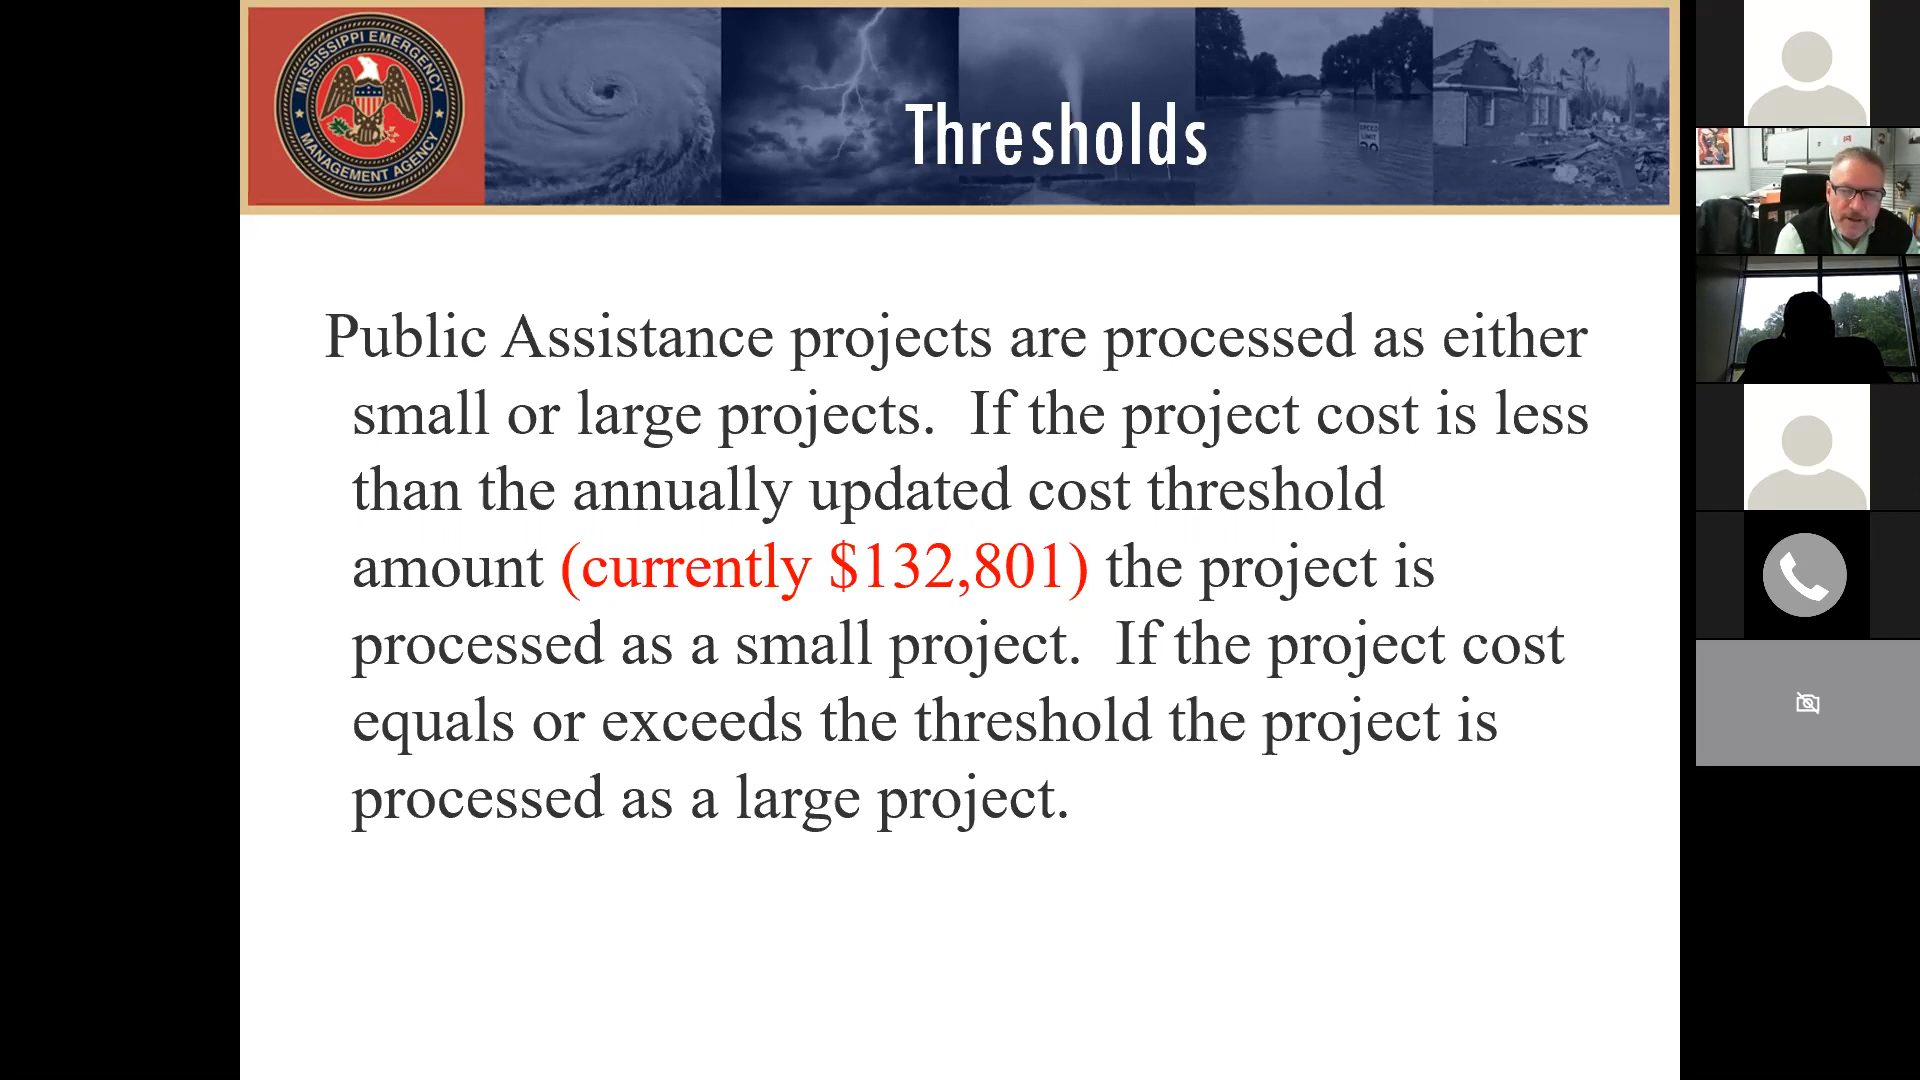 MISSISSIPPI EMERGENCY
MANAGEMENT AGENCY
SPEED
LIMIT
Thresholds
Public Assistance projects are processed as either
small or large projects.  If the project cost is less
than the annually updated cost threshold
amount (currently $132,801) the project is
processed as a small project.  If the project cost
equals or exceeds the threshold the project is
processed as a large project.